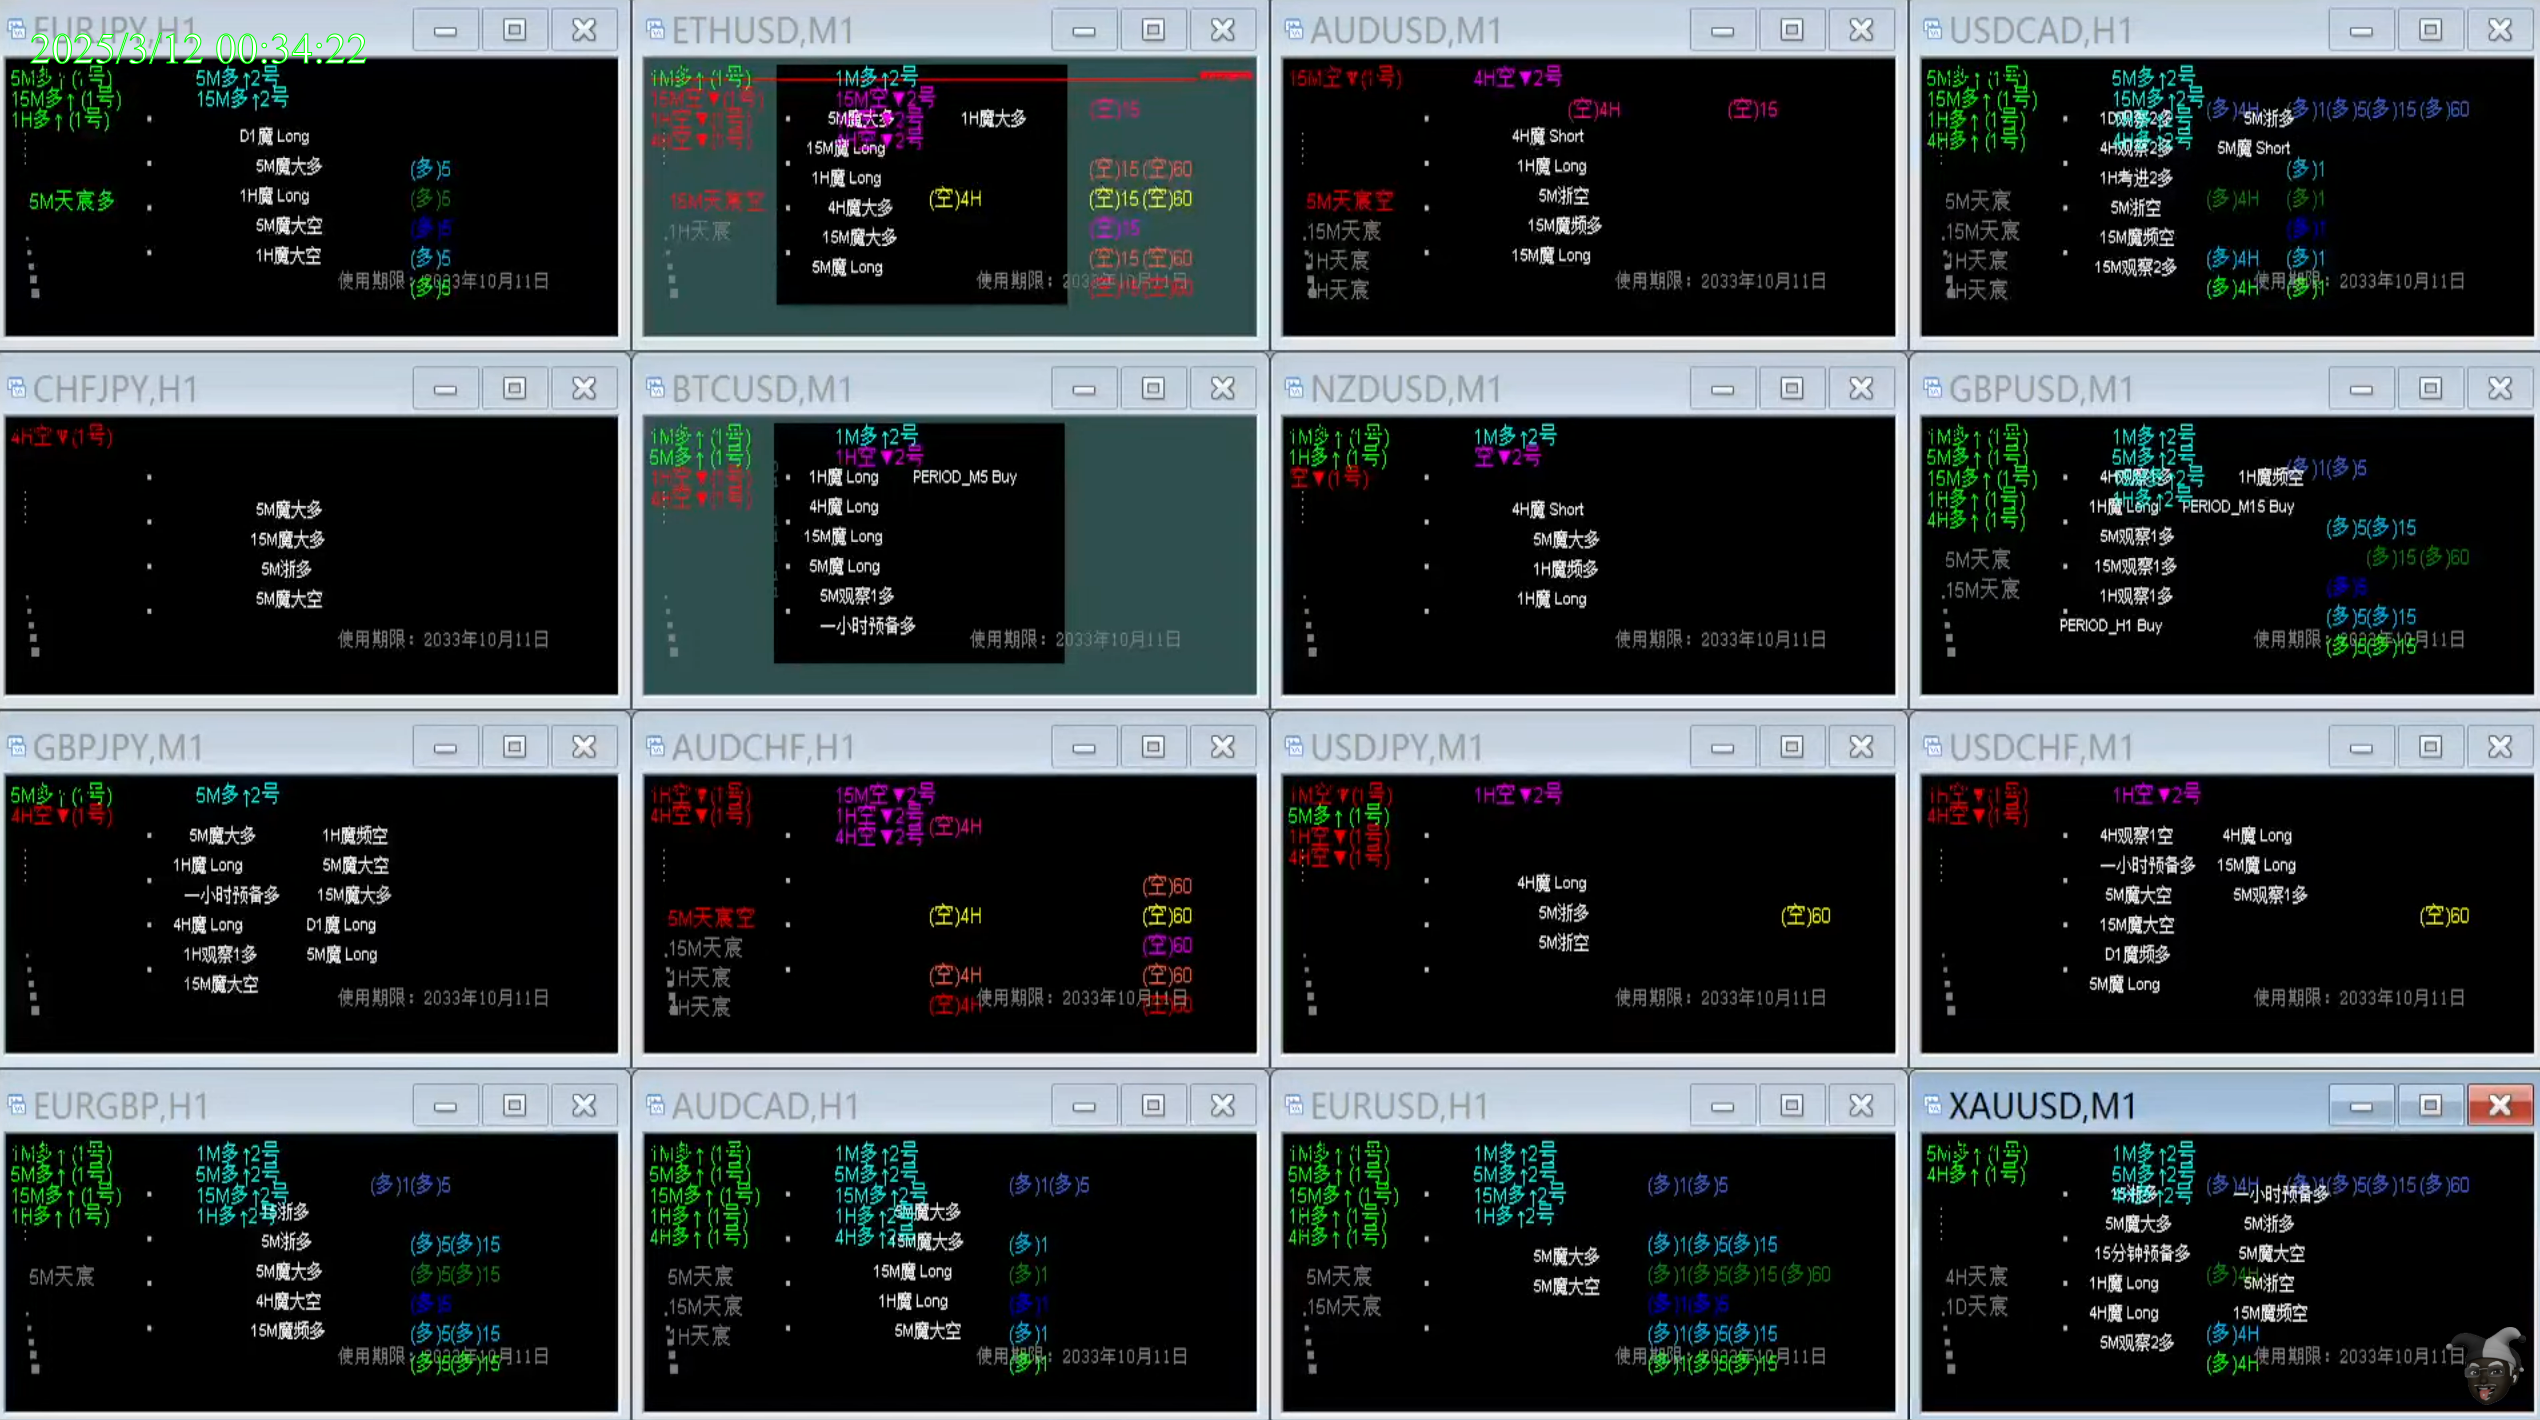 EURJPY,H1
2025/3/12 00:34:22
5M多↑(1号) 5M多↑2号
15M多↑(1号) 15M多↑2号
1H多↑(1号)
D1魔 Long
5M魔大多 (多)5
1H魔 Long (多)5
5M天宸多
5M魔大空 (多)5
1H魔大空 (多)5
使用期限：2033年10月11日
(多)5
ETHUSD,M1
1M多↑(1号) 1M多↑2号
15M空▼(1号) 15M空▼2号
(空)15
1H空▼(1号) 5M魔大多 1H魔大多
4H空▼(1号) 4H空▼2号
15M魔 Long
(空)15(空)60
1H魔 Long
15M天宸空 4H魔大多 (空)4H (空)15(空)60
1H天宸 15M魔大多 (空)15
5M魔 Long (空)15(空)60
使用期限：2033年10月11日
AUDUSD,M1
15M空▼(1号) 4H空▼2号
(空)4H (空)15
4H魔 Short
1H魔 Long
5M天宸空 5M浙空
.15M天宸 15M魔频多
1H天宸 15M魔 Long
4H天宸
使用期限：2033年10月11日
USDCAD,H1
5M多↑(1号) 5M多↑2号
15M多↑(1号) 15M多↑2号 (多)4H (多)1(多)5(多)15(多)60
1H多↑(1号) 1D观察2多 5M浙多
4H多↑(1号) 4H多↑2号
4H观察2多 5M魔 Short
1H考进2多 (多)1
5M天宸 5M浙空 (多)4H (多)1
.15M天宸 15M魔频空 (多)1
1H天宸 15M观察2多 (多)4H (多)1
4H天宸 (多)4H (多)1
使用期限：2033年10月11日
CHFJPY,H1
4H空▼(1号)
5M魔大多
15M魔大多
5M浙多
5M魔大空
使用期限：2033年10月11日
BTCUSD,M1
1M多↑(1号) 1M多↑2号
5M多↑(1号) 1H空▼2号
1H空▼(1号) 1H魔 Long PERIOD_M5 Buy
4H空▼(1号) 4H魔 Long
15M魔 Long
5M魔 Long
5M观察1多
一小时预备多
使用期限：2033年10月11日
NZDUSD,M1
1M多↑(1号) 1M多↑2号
1H多↑(1号) 空▼2号
空▼(1号)
4H魔 Short
5M魔大多
1H魔频多
1H魔 Long
使用期限：2033年10月11日
GBPUSD,M1
1M多↑(1号) 1M多↑2号
5M多↑(1号) 5M多↑2号 (多)1(多)5
15M多↑(1号) 4H观察1多 1H魔频空
1H多↑(1号) 1H多↑2号
4H多↑(1号) 1H魔 Long PERIOD_M15 Buy
5M观察1多 (多)5(多)15
5M天宸 15M观察1多 (多)15(多)60
.15M天宸 1H观察1多 (多)5
PERIOD_H1 Buy (多)5(多)15
使用期限：2033年10月11日
(多)5(多)15
GBPJPY,M1
5M多↑(1号) 5M多↑2号
4H空▼(1号)
5M魔大多 1H魔频空
1H魔 Long 5M魔大空
一小时预备多 15M魔大多
4H魔 Long D1魔 Long
1H观察1多 5M魔 Long
15M魔大空
使用期限：2033年10月11日
AUDCHF,H1
1H空▼(1号) 15M空▼2号
4H空▼(1号) 1H空▼2号
4H空▼2号 (空)4H
(空)60
5M天宸空 (空)4H (空)60
.15M天宸 (空)60
1H天宸 (空)4H (空)60
4H天宸 (空)4H (空)60
使用期限：2033年10月11日
USDJPY,M1
1M空▼(1号) 1H空▼2号
5M多↑(1号)
1H空▼(1号)
4H空▼(1号)
4H魔 Long
5M浙多 (空)60
5M浙空
使用期限：2033年10月11日
USDCHF,M1
1H空▼(1号) 1H空▼2号
4H空▼(1号)
4H观察1空 4H魔 Long
一小时预备多 15M魔 Long
5M魔大空 5M观察1多
15M魔大空 (空)60
D1魔频多
5M魔 Long
使用期限：2033年10月11日
EURGBP,H1
1M多↑(1号) 1M多↑2号
5M多↑(1号) 5M多↑2号 (多)1(多)5
15M多↑(1号) 15M多↑2号
1H多↑(1号) 1H多↑2号
5M浙多 (多)5(多)15
5M天宸 5M魔大多 (多)5(多)15
4H魔大空 (多)5
15M魔频多 (多)5(多)15
使用期限：2033年10月11日
(多)5(多)15
AUDCAD,H1
1M多↑(1号) 1M多↑2号
5M多↑(1号) 5M多↑2号 (多)1(多)5
15M多↑(1号) 15M多↑2号
1H多↑(1号) 1H多↑2号 5M魔大多
4H多↑(1号) 4H多↑2号 15M魔大多 (多)1
5M天宸 15M魔 Long (多)1
.15M天宸 1H魔 Long (多)1
1H天宸 5M魔大空 (多)1
使用期限：2033年10月11日
(多)1
EURUSD,H1
1M多↑(1号) 1M多↑2号
5M多↑(1号) 5M多↑2号 (多)1(多)5
15M多↑(1号) 15M多↑2号
1H多↑(1号) 1H多↑2号
4H多↑(1号) 5M魔大多 (多)1(多)5(多)15
5M天宸 5M魔大空 (多)1(多)5(多)15(多)60
.15M天宸 (多)1(多)5
(多)1(多)5(多)15
使用期限：2033年10月11日
(多)1(多)5(多)15
XAUUSD,M1
5M多↑(1号) 1M多↑2号
4H多↑(1号) 5M多↑2号 (多)4H (多)1(多)5(多)15(多)60
4H多↑2号 一小时预备多
5M魔大多 5M浙多
15分钟预备多 5M魔大空
4H天宸 1H魔 Long (多)4H 5M浙空
.1D天宸 4H魔 Long 15M魔频空
5M观察2多 (多)4H
使用期限：2033年10月11日
(多)4H